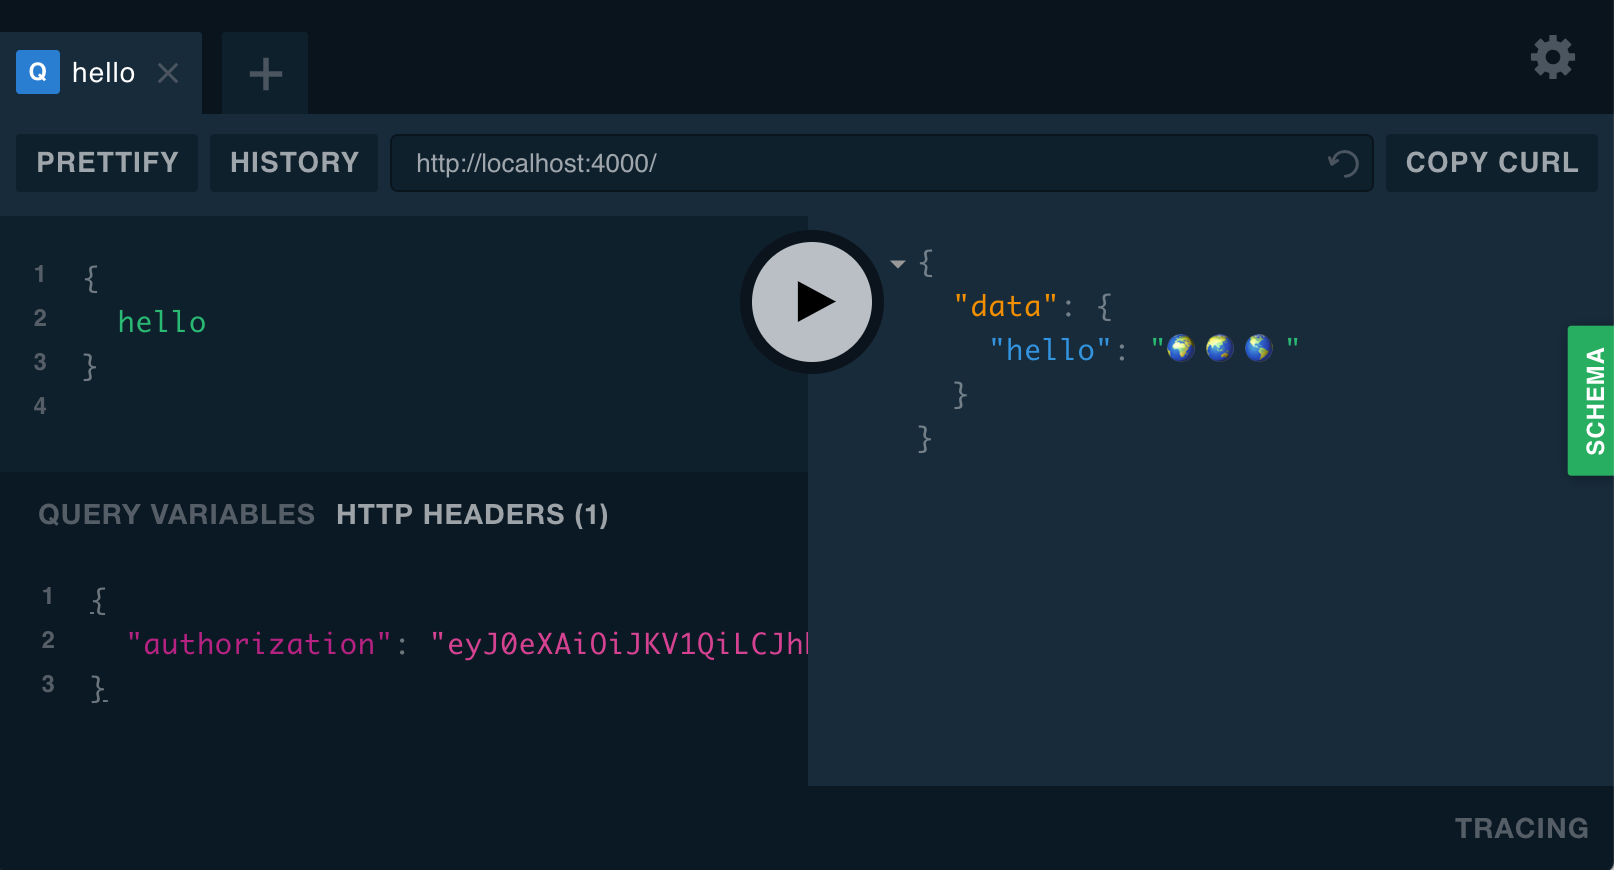 Q hello
PRETTIFY HISTORY http://localhost:4000/ COPY CURL
1 {
2 hello
3 }
4
{
"data": {
"hello": "🌍🌏🌎"
}
}
SCHEMA
QUERY VARIABLES HTTP HEADERS (1)
1 {
2 "authorization": "eyJ0eXAiOiJKV1QiLCJh
3 }
TRACING